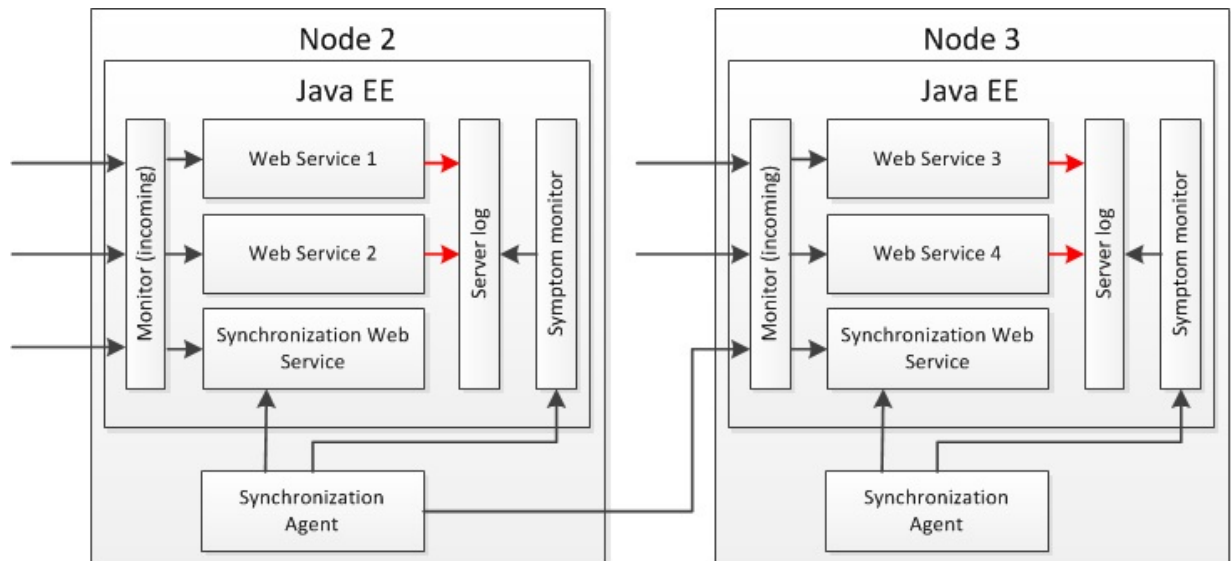 Node 2
Java EE
Monitor (incoming)
Web Service 1
Web Service 2
Synchronization Web
Service
Server log
Symptom monitor
Synchronization
Agent
Node 3
Java EE
Monitor (incoming)
Web Service 3
Web Service 4
Synchronization Web
Service
Server log
Symptom monitor
Synchronization
Agent